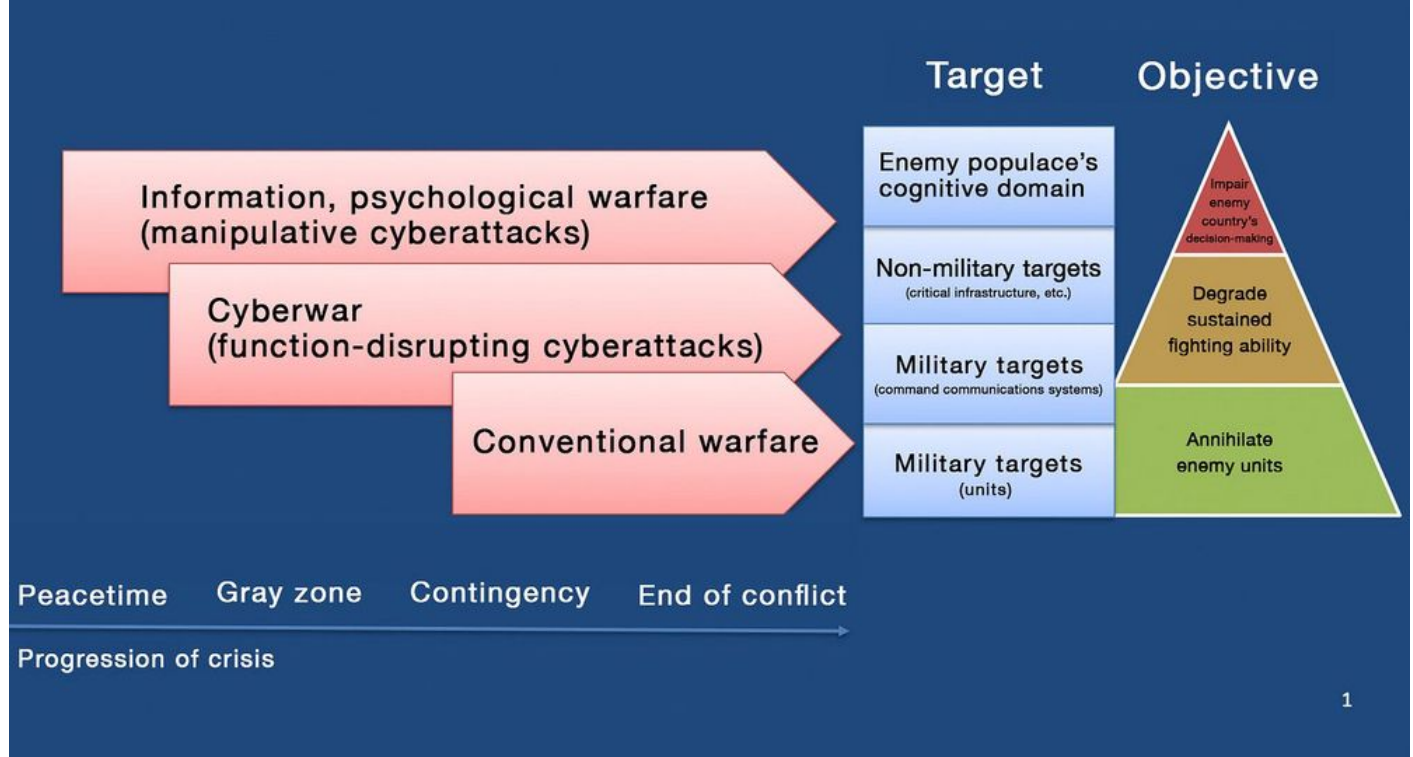 Target
Objective
Information, psychological warfare
(manipulative cyberattacks)
Cyberwar
(function-disrupting cyberattacks)
Conventional warfare
Enemy populace’s
cognitive domain
Non-military targets
(critical infrastructure, etc.)
Military targets
(command communications systems)
Military targets
(units)
Impair
enemy
country’s
decision-making
Degrade
sustained
fighting ability
Annihilate
enemy units
Peacetime
Gray zone
Contingency
End of conflict
Progression of crisis
1